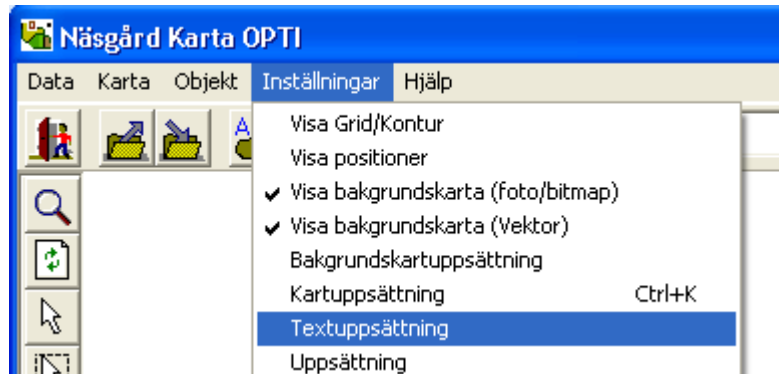 Näsgård Karta OPTI
Data Karta Objekt Inställningar Hjälp
A
Visa Grid/Kontur
Visa positioner
Visa bakgrundskarta (foto/bitmap)
Visa bakgrundskarta (Vektor)
Bakgrundskartuppsättning
Kartuppsättning Ctrl+K
Textuppsättning
Uppsättning